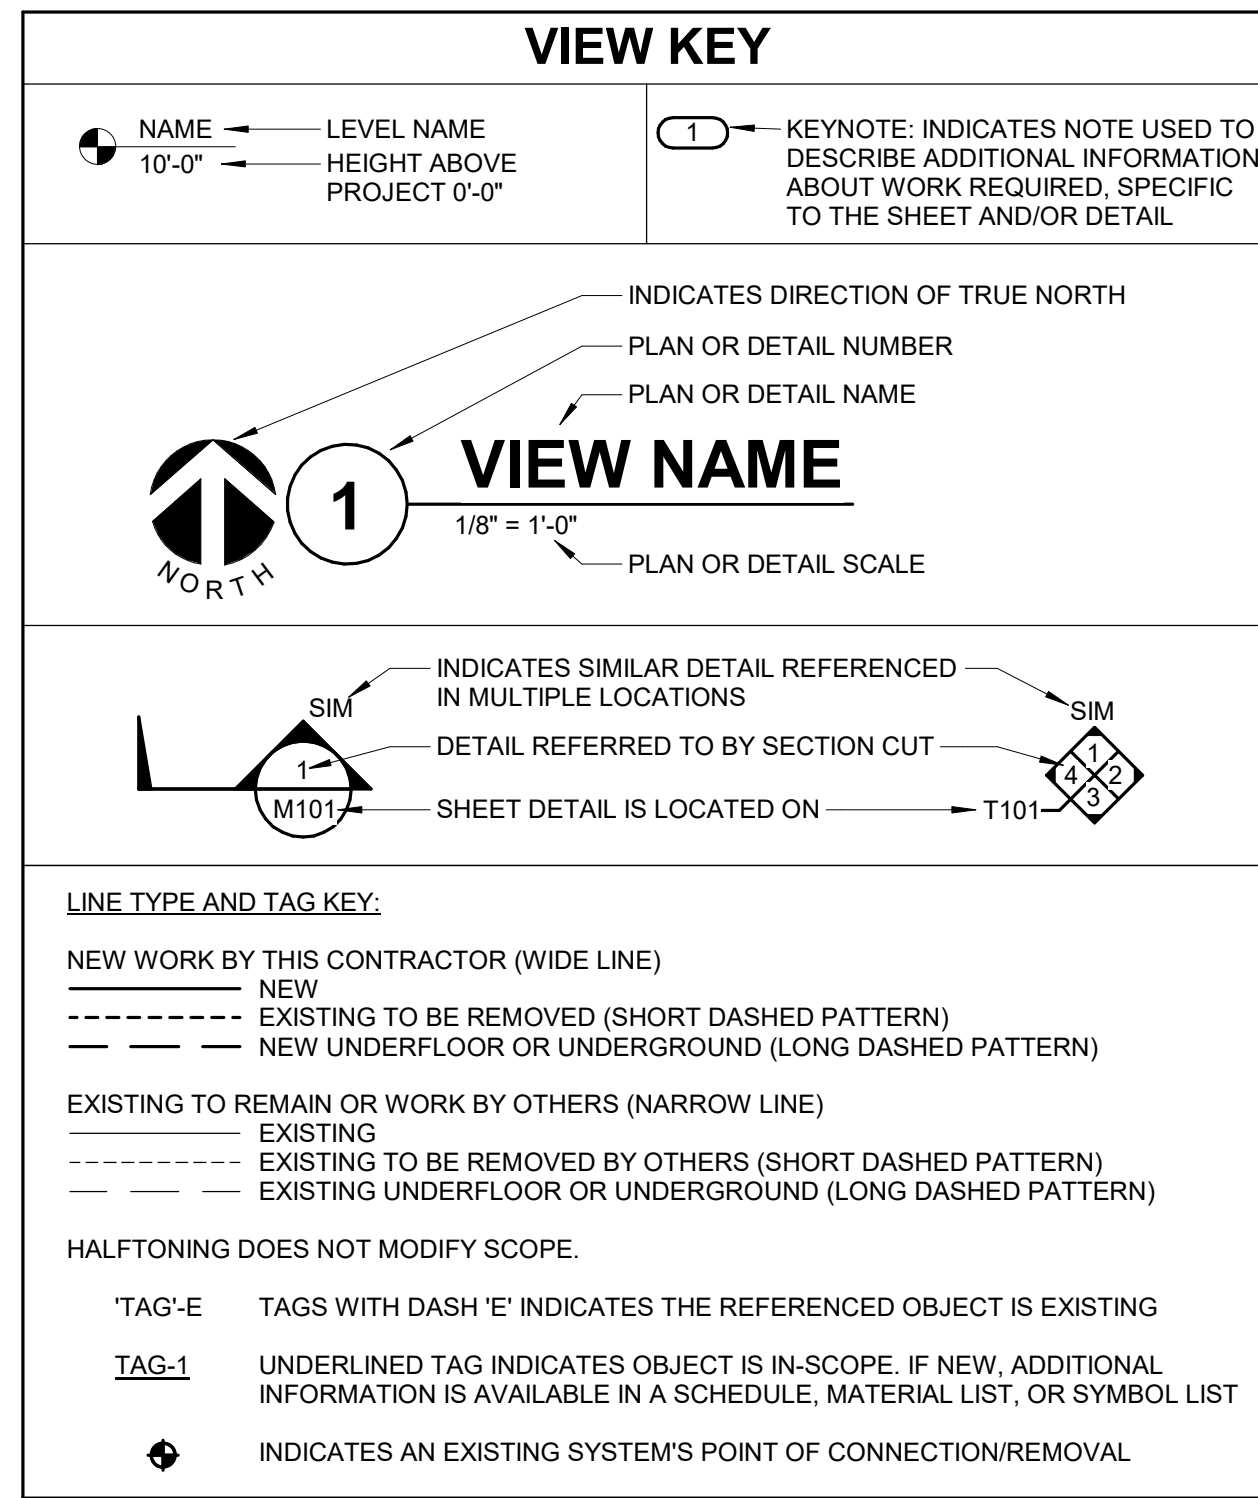 VIEW KEY
NAME
10'-0"
LEVEL NAME
HEIGHT ABOVE
PROJECT 0'-0"
1
KEYNOTE: INDICATES NOTE USED TO
DESCRIBE ADDITIONAL INFORMATION
ABOUT WORK REQUIRED, SPECIFIC
TO THE SHEET AND/OR DETAIL
INDICATES DIRECTION OF TRUE NORTH
PLAN OR DETAIL NUMBER
PLAN OR DETAIL NAME
NORTH
1
VIEW NAME
1/8" = 1'-0"
PLAN OR DETAIL SCALE
INDICATES SIMILAR DETAIL REFERENCED
IN MULTIPLE LOCATIONS
SIM
SIM
DETAIL REFERRED TO BY SECTION CUT
1
M101
SHEET DETAIL IS LOCATED ON
T101
1
4 2
3
LINE TYPE AND TAG KEY:
NEW WORK BY THIS CONTRACTOR (WIDE LINE)
NEW
EXISTING TO BE REMOVED (SHORT DASHED PATTERN)
NEW UNDERFLOOR OR UNDERGROUND (LONG DASHED PATTERN)
EXISTING TO REMAIN OR WORK BY OTHERS (NARROW LINE)
EXISTING
EXISTING TO BE REMOVED BY OTHERS (SHORT DASHED PATTERN)
EXISTING UNDERFLOOR OR UNDERGROUND (LONG DASHED PATTERN)
HALFTONING DOES NOT MODIFY SCOPE.
'TAG'-E TAGS WITH DASH 'E' INDICATES THE REFERENCED OBJECT IS EXISTING
TAG-1 UNDERLINED TAG INDICATES OBJECT IS IN-SCOPE. IF NEW, ADDITIONAL
INFORMATION IS AVAILABLE IN A SCHEDULE, MATERIAL LIST, OR SYMBOL LIST
INDICATES AN EXISTING SYSTEM'S POINT OF CONNECTION/REMOVAL